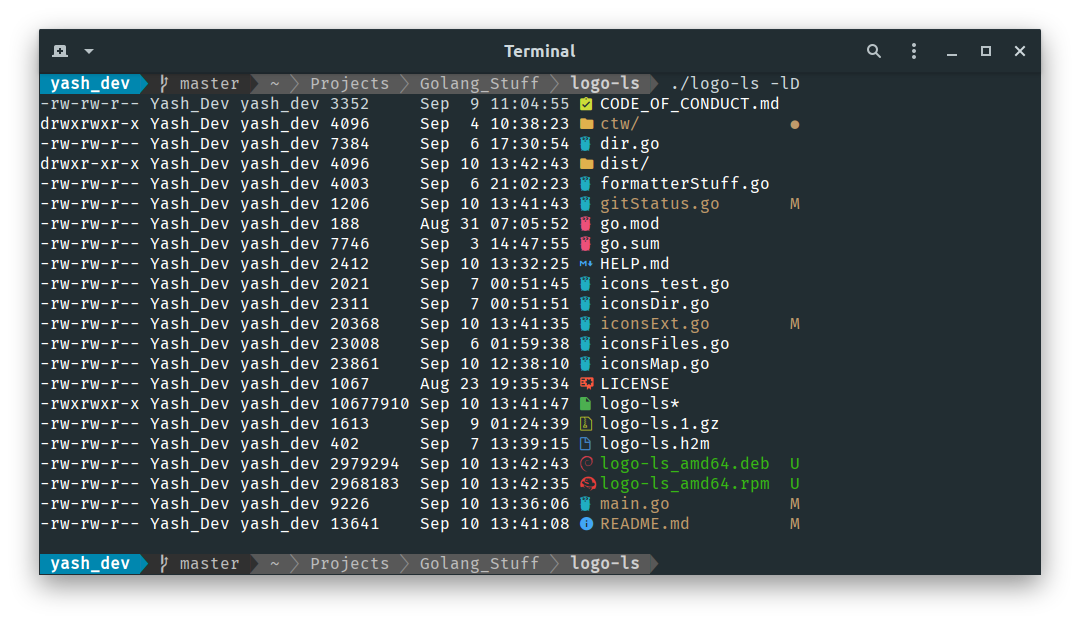 Terminal
yash_dev master ~ Projects Golang_Stuff logo-ls ./logo-ls -lD
-rw-rw-r-- Yash_Dev yash_dev 3352 Sep 9 11:04:55 CODE_OF_CONDUCT.md
drwxrwxr-x Yash_Dev yash_dev 4096 Sep 4 10:38:23 ctw/ ●
-rw-rw-r-- Yash_Dev yash_dev 7384 Sep 6 17:30:54 dir.go
drwxr-xr-x Yash_Dev yash_dev 4096 Sep 10 13:42:43 dist/
-rw-rw-r-- Yash_Dev yash_dev 4003 Sep 6 21:02:23 formatterStuff.go
-rw-rw-r-- Yash_Dev yash_dev 1206 Sep 10 13:41:43 gitStatus.go M
-rw-rw-r-- Yash_Dev yash_dev 188 Aug 31 07:05:52 go.mod
-rw-rw-r-- Yash_Dev yash_dev 7746 Sep 3 14:47:55 go.sum
-rw-rw-r-- Yash_Dev yash_dev 2412 Sep 10 13:32:25 HELP.md
-rw-rw-r-- Yash_Dev yash_dev 2021 Sep 7 00:51:45 icons_test.go
-rw-rw-r-- Yash_Dev yash_dev 2311 Sep 7 00:51:51 iconsDir.go
-rw-rw-r-- Yash_Dev yash_dev 20368 Sep 10 13:41:35 iconsExt.go M
-rw-rw-r-- Yash_Dev yash_dev 23008 Sep 6 01:59:38 iconsFiles.go
-rw-rw-r-- Yash_Dev yash_dev 23861 Sep 10 12:38:10 iconsMap.go
-rw-rw-r-- Yash_Dev yash_dev 1067 Aug 23 19:35:34 LICENSE
-rwxrwxr-x Yash_Dev yash_dev 10677910 Sep 10 13:41:47 logo-ls*
-rw-rw-r-- Yash_Dev yash_dev 1613 Sep 9 01:24:39 logo-ls.1.gz
-rw-rw-r-- Yash_Dev yash_dev 402 Sep 7 13:39:15 logo-ls.h2m
-rw-rw-r-- Yash_Dev yash_dev 2979294 Sep 10 13:42:43 logo-ls_amd64.deb U
-rw-rw-r-- Yash_Dev yash_dev 2968183 Sep 10 13:42:35 logo-ls_amd64.rpm U
-rw-rw-r-- Yash_Dev yash_dev 9226 Sep 10 13:36:06 main.go M
-rw-rw-r-- Yash_Dev yash_dev 13641 Sep 10 13:41:08 README.md M
yash_dev master ~ Projects Golang_Stuff logo-ls